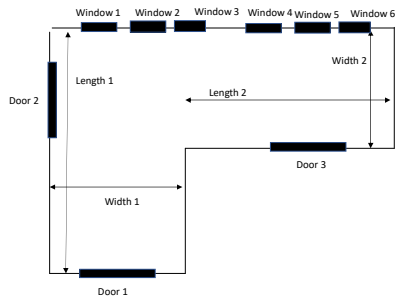 Window 1
Window 2
Window 3
Window 4
Window 5
Window 6
Width 2
Length 1
Length 2
Door 2
Door 3
Width 1
Door 1